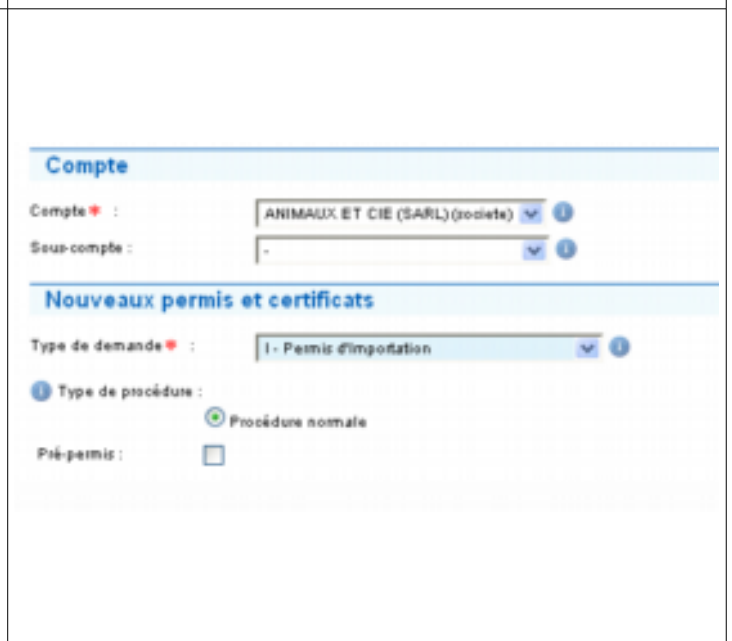 Compte
Compte* : ANIMAUX ET CIE (SARL)(societe)
Sous-compte : -
Nouveaux permis et certificats
Type de demande* : I - Permis d'Importation
Type de procédure :
Procédure normale
Pré-permis :